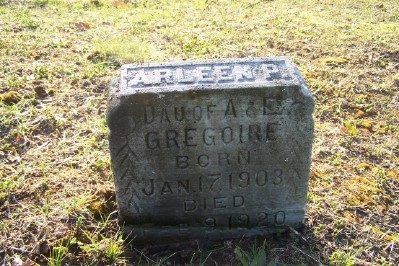 ARLEEN P.
DAU OF A & E
GREGOIRE
BORN
JAN. 17 1903
DIED
9. 1920